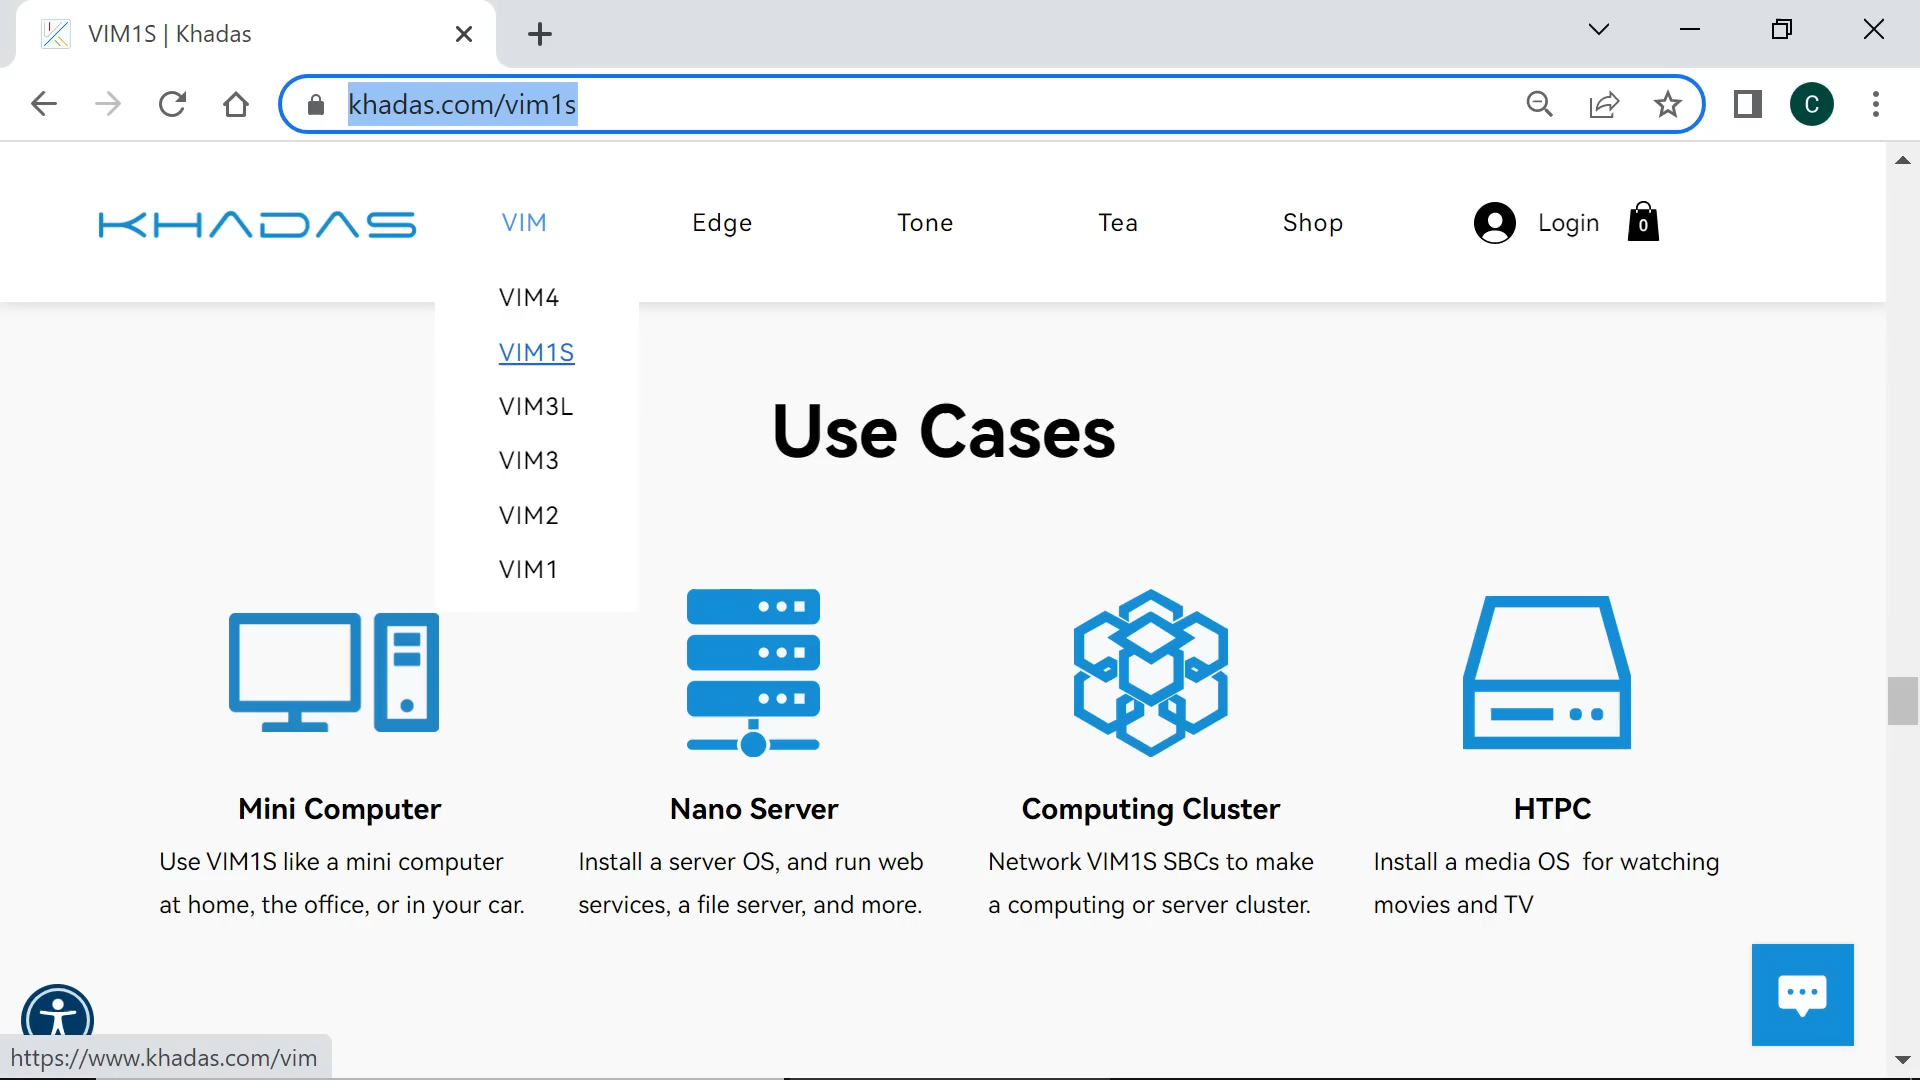 VIM1S | Khadas
khadas.com/vim1s
C
KHADAS
VIM
Edge
Tone
Tea
Shop
Login
0
VIM4
VIM1S
VIM3L
VIM3
VIM2
VIM1
Use Cases
Mini Computer
Use VIM1S like a mini computer
at home, the office, or in your car.
Nano Server
Install a server OS, and run web
services, a file server, and more.
Computing Cluster
Network VIM1S SBCs to make
a computing or server cluster.
HTPC
Install a media OS  for watching
movies and TV
https://www.khadas.com/vim